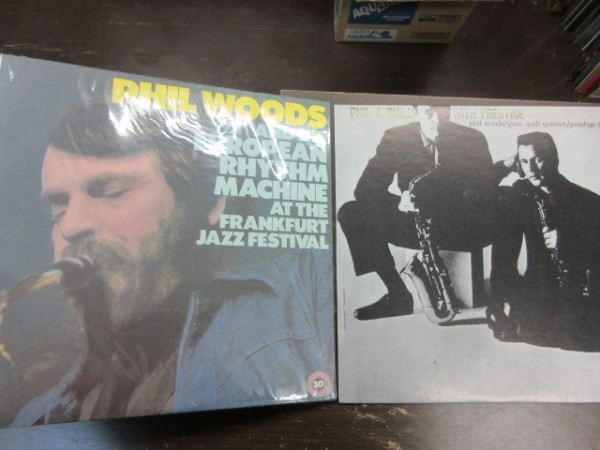 PHIL WOODS
AND HIS
EUROPEAN
RHYTHM
MACHINE
AT THE
FRANKFURT
JAZZ FESTIVAL
30
PHIL & QUILL WITH PRESTIGE
phil woods/gene quill quintet/prestige